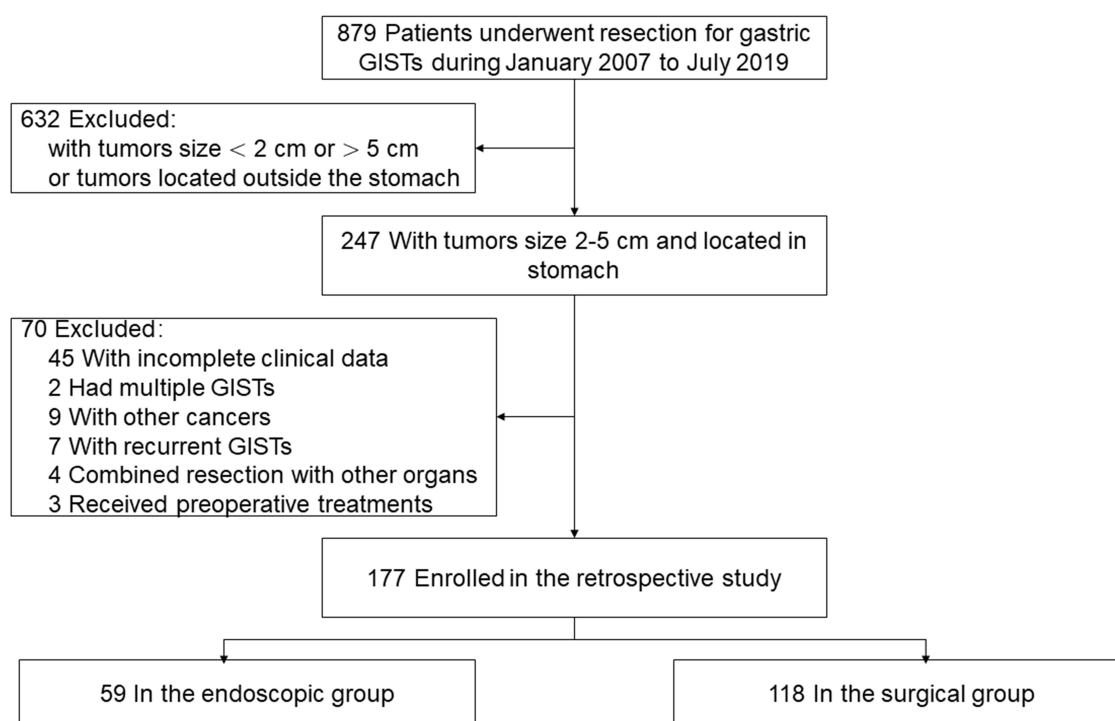 879 Patients underwent resection for gastric
GISTs during January 2007 to July 2019
632 Excluded:
with tumors size < 2 cm or > 5 cm
or tumors located outside the stomach
247 With tumors size 2-5 cm and located in
stomach
70 Excluded:
45 With incomplete clinical data
2 Had multiple GISTs
9 With other cancers
7 With recurrent GISTs
4 Combined resection with other organs
3 Received preoperative treatments
177 Enrolled in the retrospective study
59 In the endoscopic group
118 In the surgical group